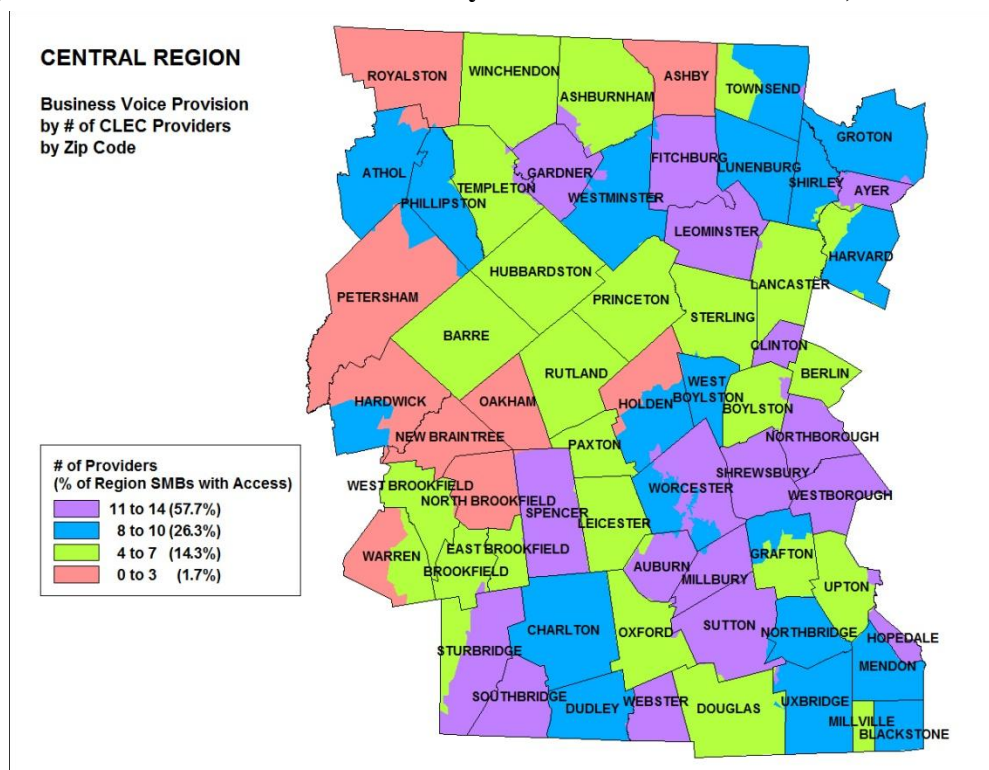 CENTRAL REGION
Business Voice Provision
by # of CLEC Providers
by Zip Code
ROYALSTON
WINCHENDON
ASHBURNHAM
ASHBY
TOWNSEND
GROTON
ATHOL
PHILLIPSTON
TEMPLETON
GARDNER
WESTMINSTER
FITCHBURG
LUNENBURG
SHIRLEY
AYER
LEOMINSTER
HARVARD
HUBBARDSTON
PRINCETON
LANCASTER
PETERSHAM
STERLING
BARRE
CLINTON
RUTLAND
BERLIN
WEST
BOYLSTON
BOYLSTON
HARDWICK
OAKHAM
HOLDEN
NEW BRAINTREE
PAXTON
NORTHBOROUGH
SHREWSBURY
WESTBOROUGH
WORCESTER
WEST BROOKFIELD
NORTH BROOKFIELD
SPENCER
LEICESTER
WARREN
EAST BROOKFIELD
BROOKFIELD
AUBURN
MILLBURY
GRAFTON
UPTON
STURBRIDGE
CHARLTON
OXFORD
SUTTON
NORTHBRIDGE
HOPEDALE
MENDON
SOUTHBRIDGE
DUDLEY
WEBSTER
DOUGLAS
UXBRIDGE
MILLVILLE
BLACKSTONE
# of Providers
(% of Region SMBs with Access)
11 to 14 (57.7%)
8 to 10 (26.3%)
4 to 7 (14.3%)
0 to 3 (1.7%)